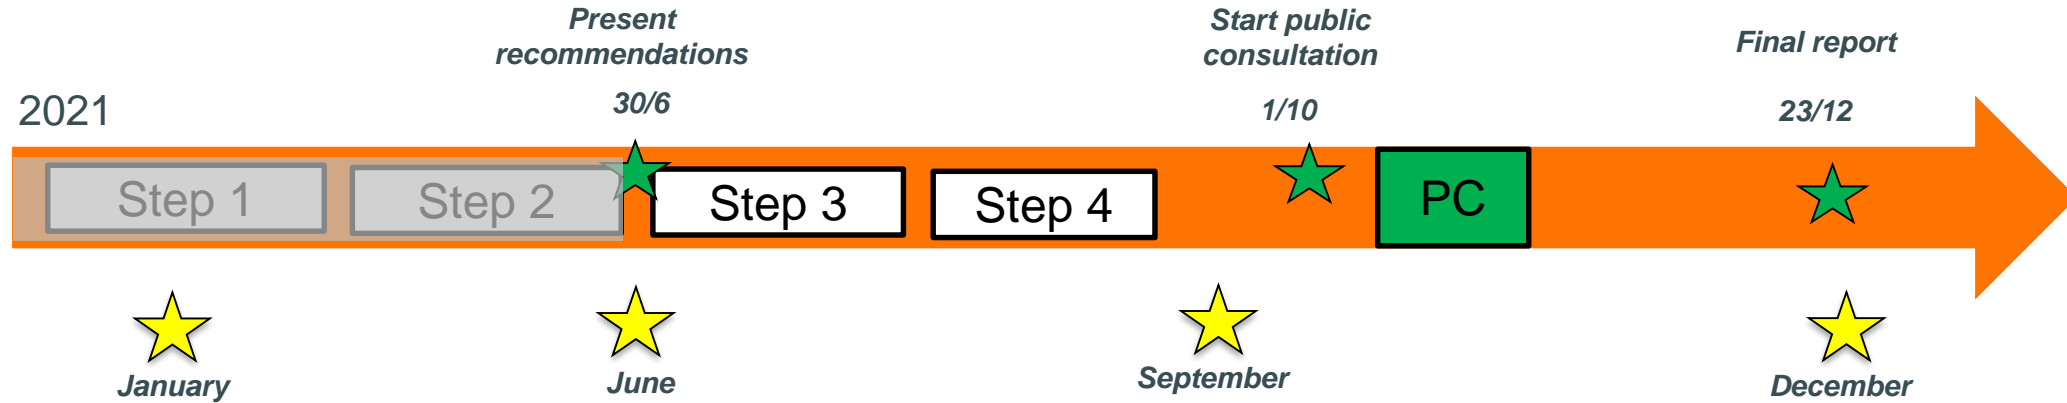 Present
recommendations
30/6
Start public
consultation
1/10
Final report
23/12
2021
Step 1
Step 2
Step 3
Step 4
PC
January
June
September
December